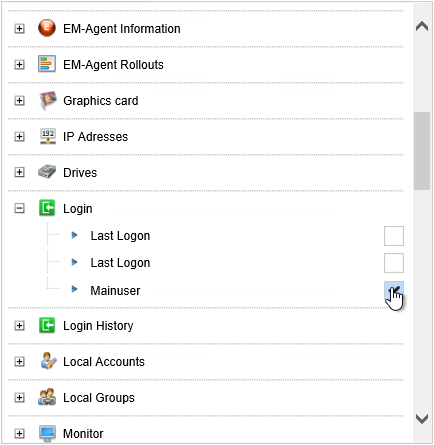 EM-Agent Information
EM-Agent Rollouts
Graphics card
IP Adresses
Drives
Login
Last Logon
Last Logon
Mainuser
Login History
Local Accounts
Local Groups
Monitor